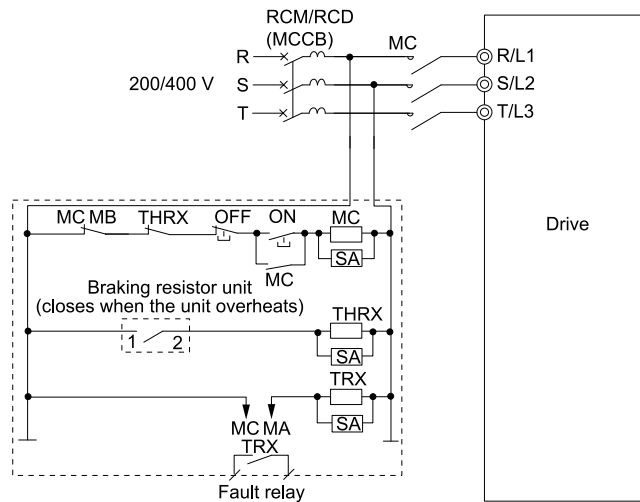 RCM/RCD
(MCCB)
MC
R
R/L1
200/400 V
S
S/L2
T
T/L3
Drive
MC MB
THRX
OFF
ON
MC
SA
MC
Braking resistor unit
(closes when the unit overheats)
1
2
THRX
SA
TRX
SA
MC MA
TRX
Fault relay